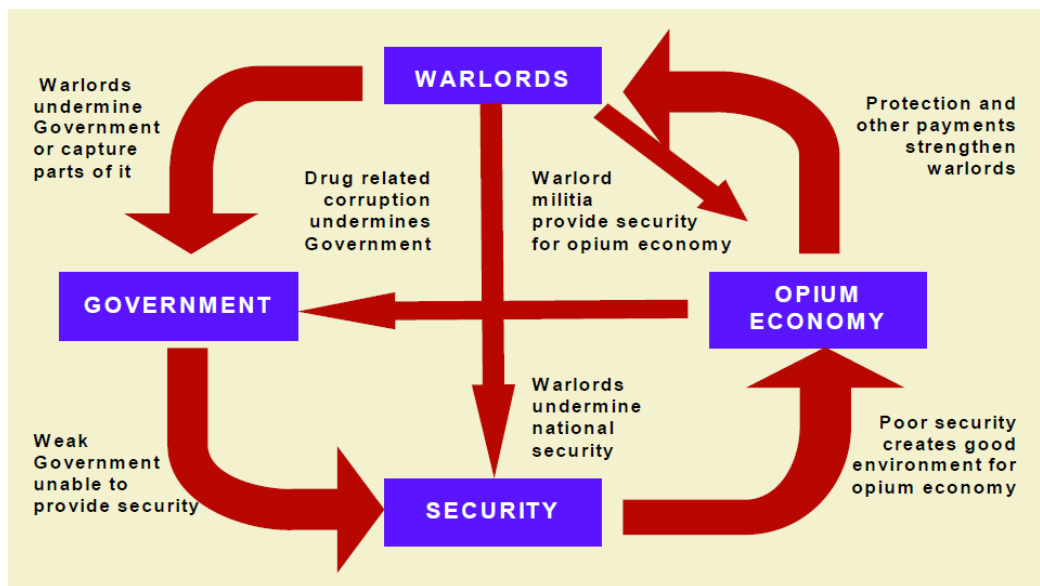 WARLORDS
Warlords
undermine
Government
or capture
parts of it
Protection and
other payments
strengthen
warlords
Drug related
corruption
undermines
Government
Warlord
militia
provide security
for opium economy
GOVERNMENT
OPIUM
ECONOMY
Warlords
undermine
national
security
Weak
Government
unable to
provide security
Poor security
creates good
environment for
opium economy
SECURITY